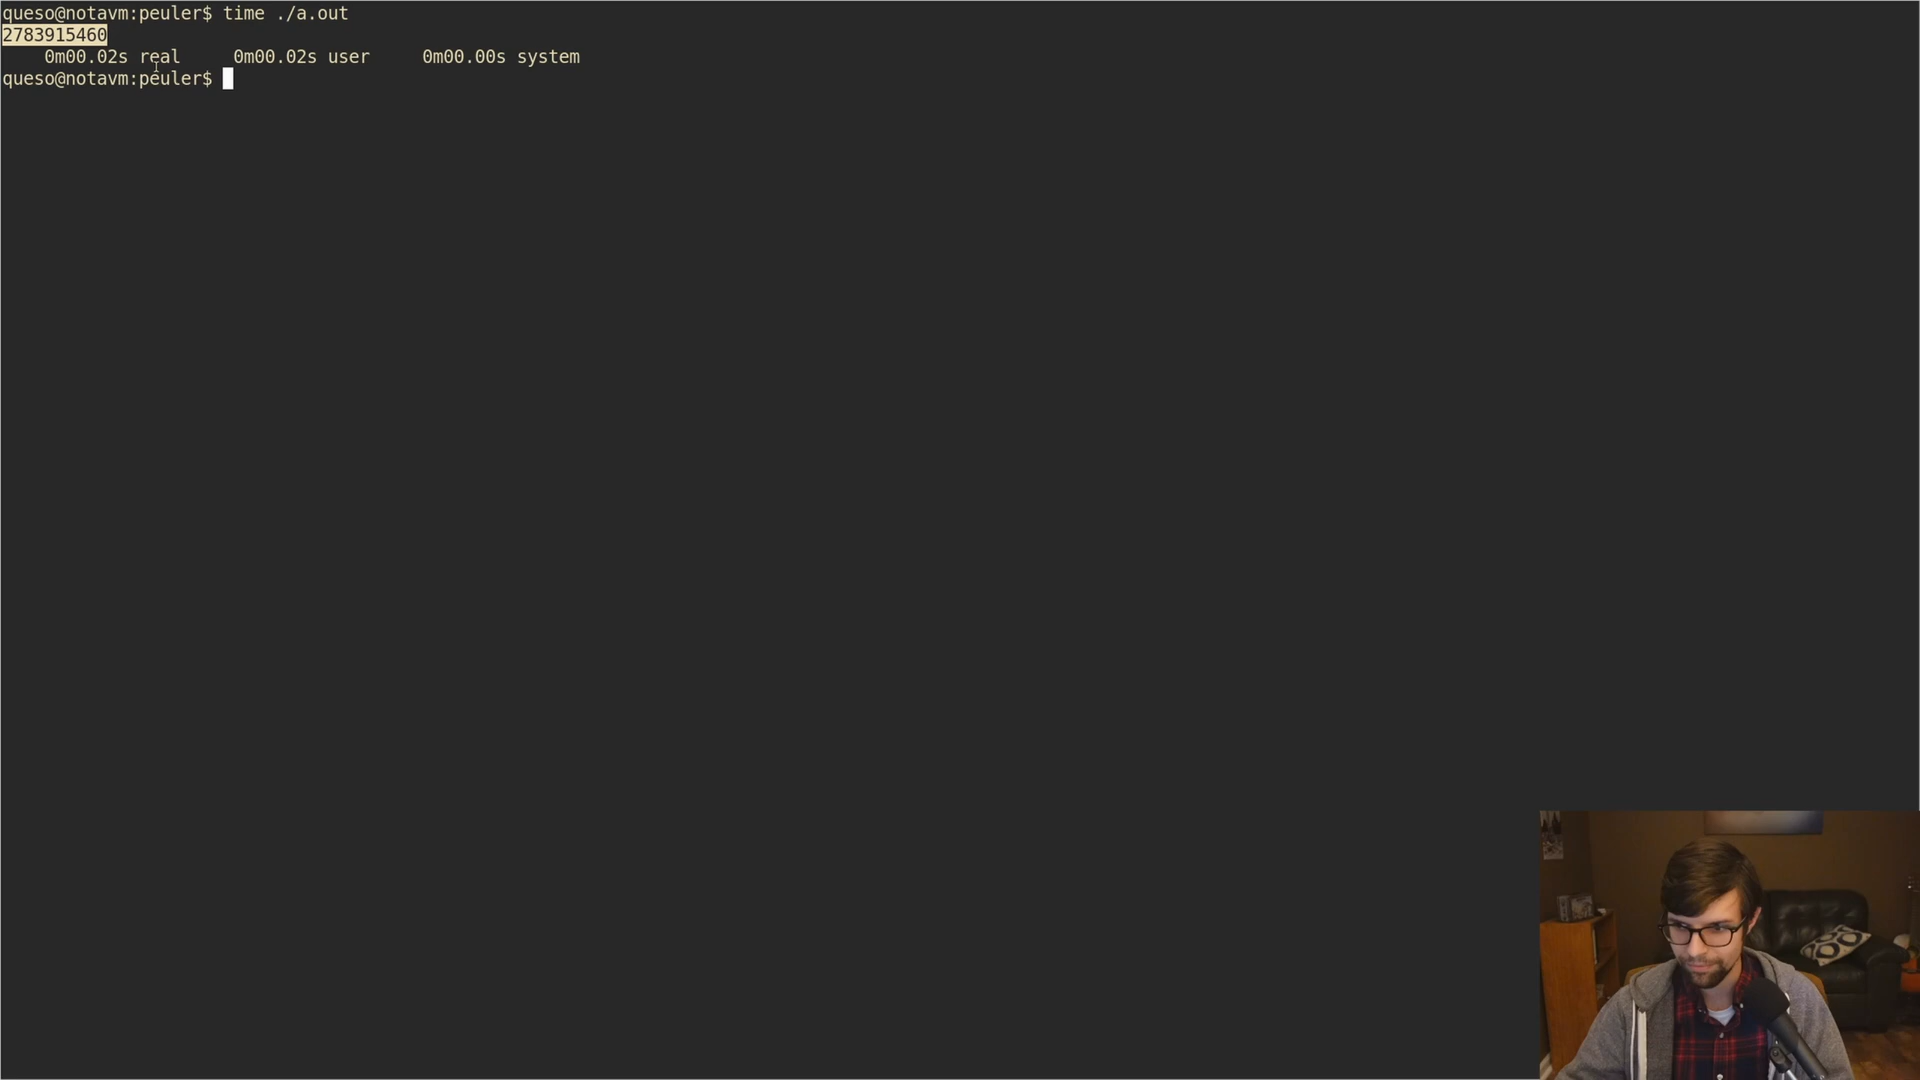 queso@notavm:peuler$ time ./a.out
2783915460
0m00.02s real 0m00.02s user 0m00.00s system
queso@notavm:peuler$